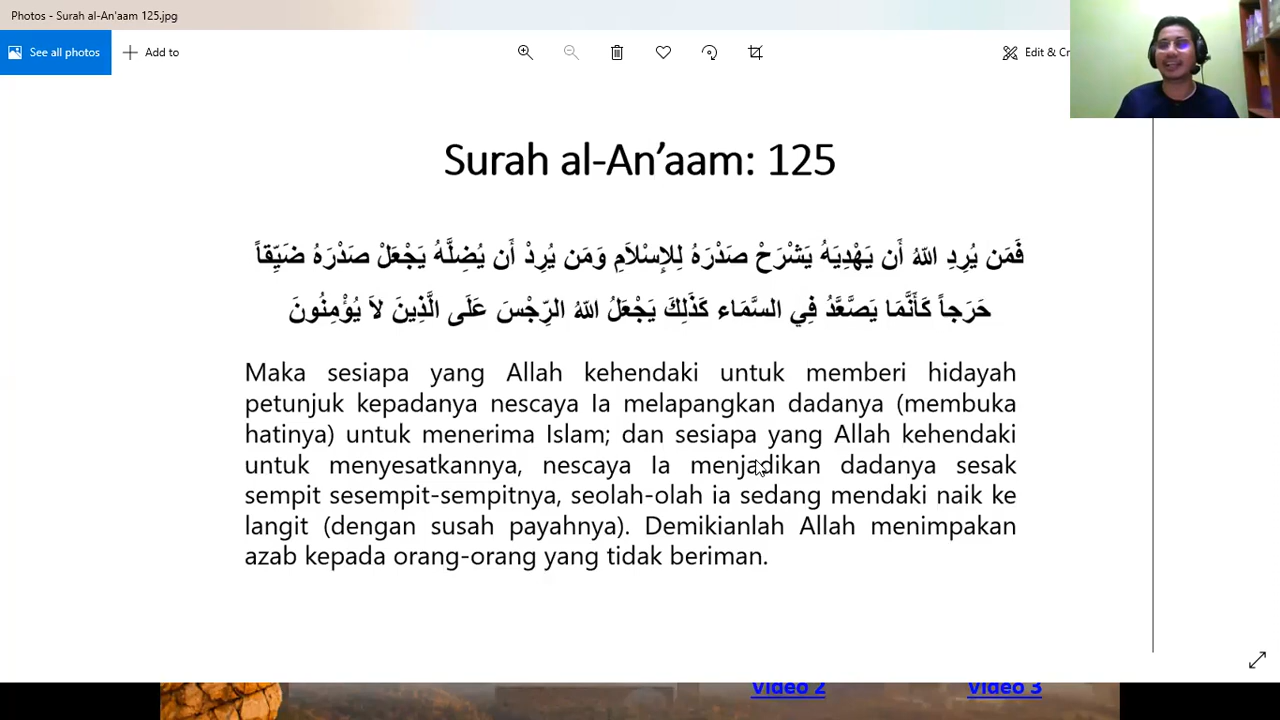 Photos - Surah al-An'aam 125.jpg
See all photos
Add to
Surah al-An’aam: 125
فَمَن يُرِدِ اللّهُ أَن يَهْدِيَهُ يَشْرَحْ صَدْرَهُ لِلإِسْلاَمِ وَمَن يُرِدْ أَن يُضِلَّهُ يَجْعَلْ صَدْرَهُ ضَيِّقاً
حَرَجاً كَأَنَّمَا يَصَّعَّدُ فِي السَّمَاء كَذَلِكَ يَجْعَلُ اللّهُ الرِّجْسَ عَلَى الَّذِينَ لاَ يُؤْمِنُونَ
Maka sesiapa yang Allah kehendaki untuk memberi hidayah
petunjuk kepadanya nescaya Ia melapangkan dadanya (membuka
hatinya) untuk menerima Islam; dan sesiapa yang Allah kehendaki
untuk menyesatkannya, nescaya Ia menjadikan dadanya sesak
sempit sesempit-sempitnya, seolah-olah ia sedang mendaki naik ke
langit (dengan susah payahnya). Demikianlah Allah menimpakan
azab kepada orang-orang yang tidak beriman.
Video 2
Video 3